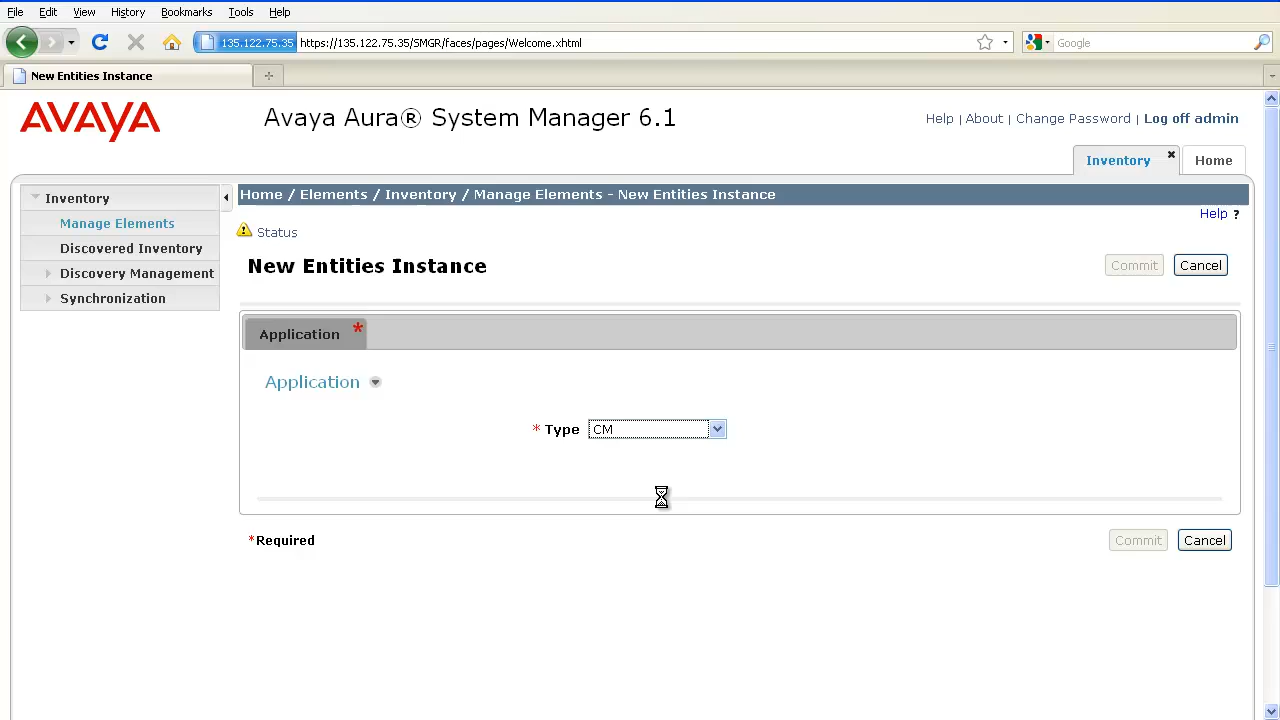 File Edit View History Bookmarks Tools Help
135.122.75.35 https://135.122.75.35/SMGR/faces/pages/Welcome.xhtml Google
New Entities Instance
AVAYA
Avaya Aura® System Manager 6.1
Help | About | Change Password | Log off admin
Inventory Home
Inventory
Manage Elements
Discovered Inventory
Discovery Management
Synchronization
Home / Elements / Inventory / Manage Elements - New Entities Instance
Help ?
Status
New Entities Instance
Commit Cancel
Application *
Application
* Type CM
*Required
Commit Cancel